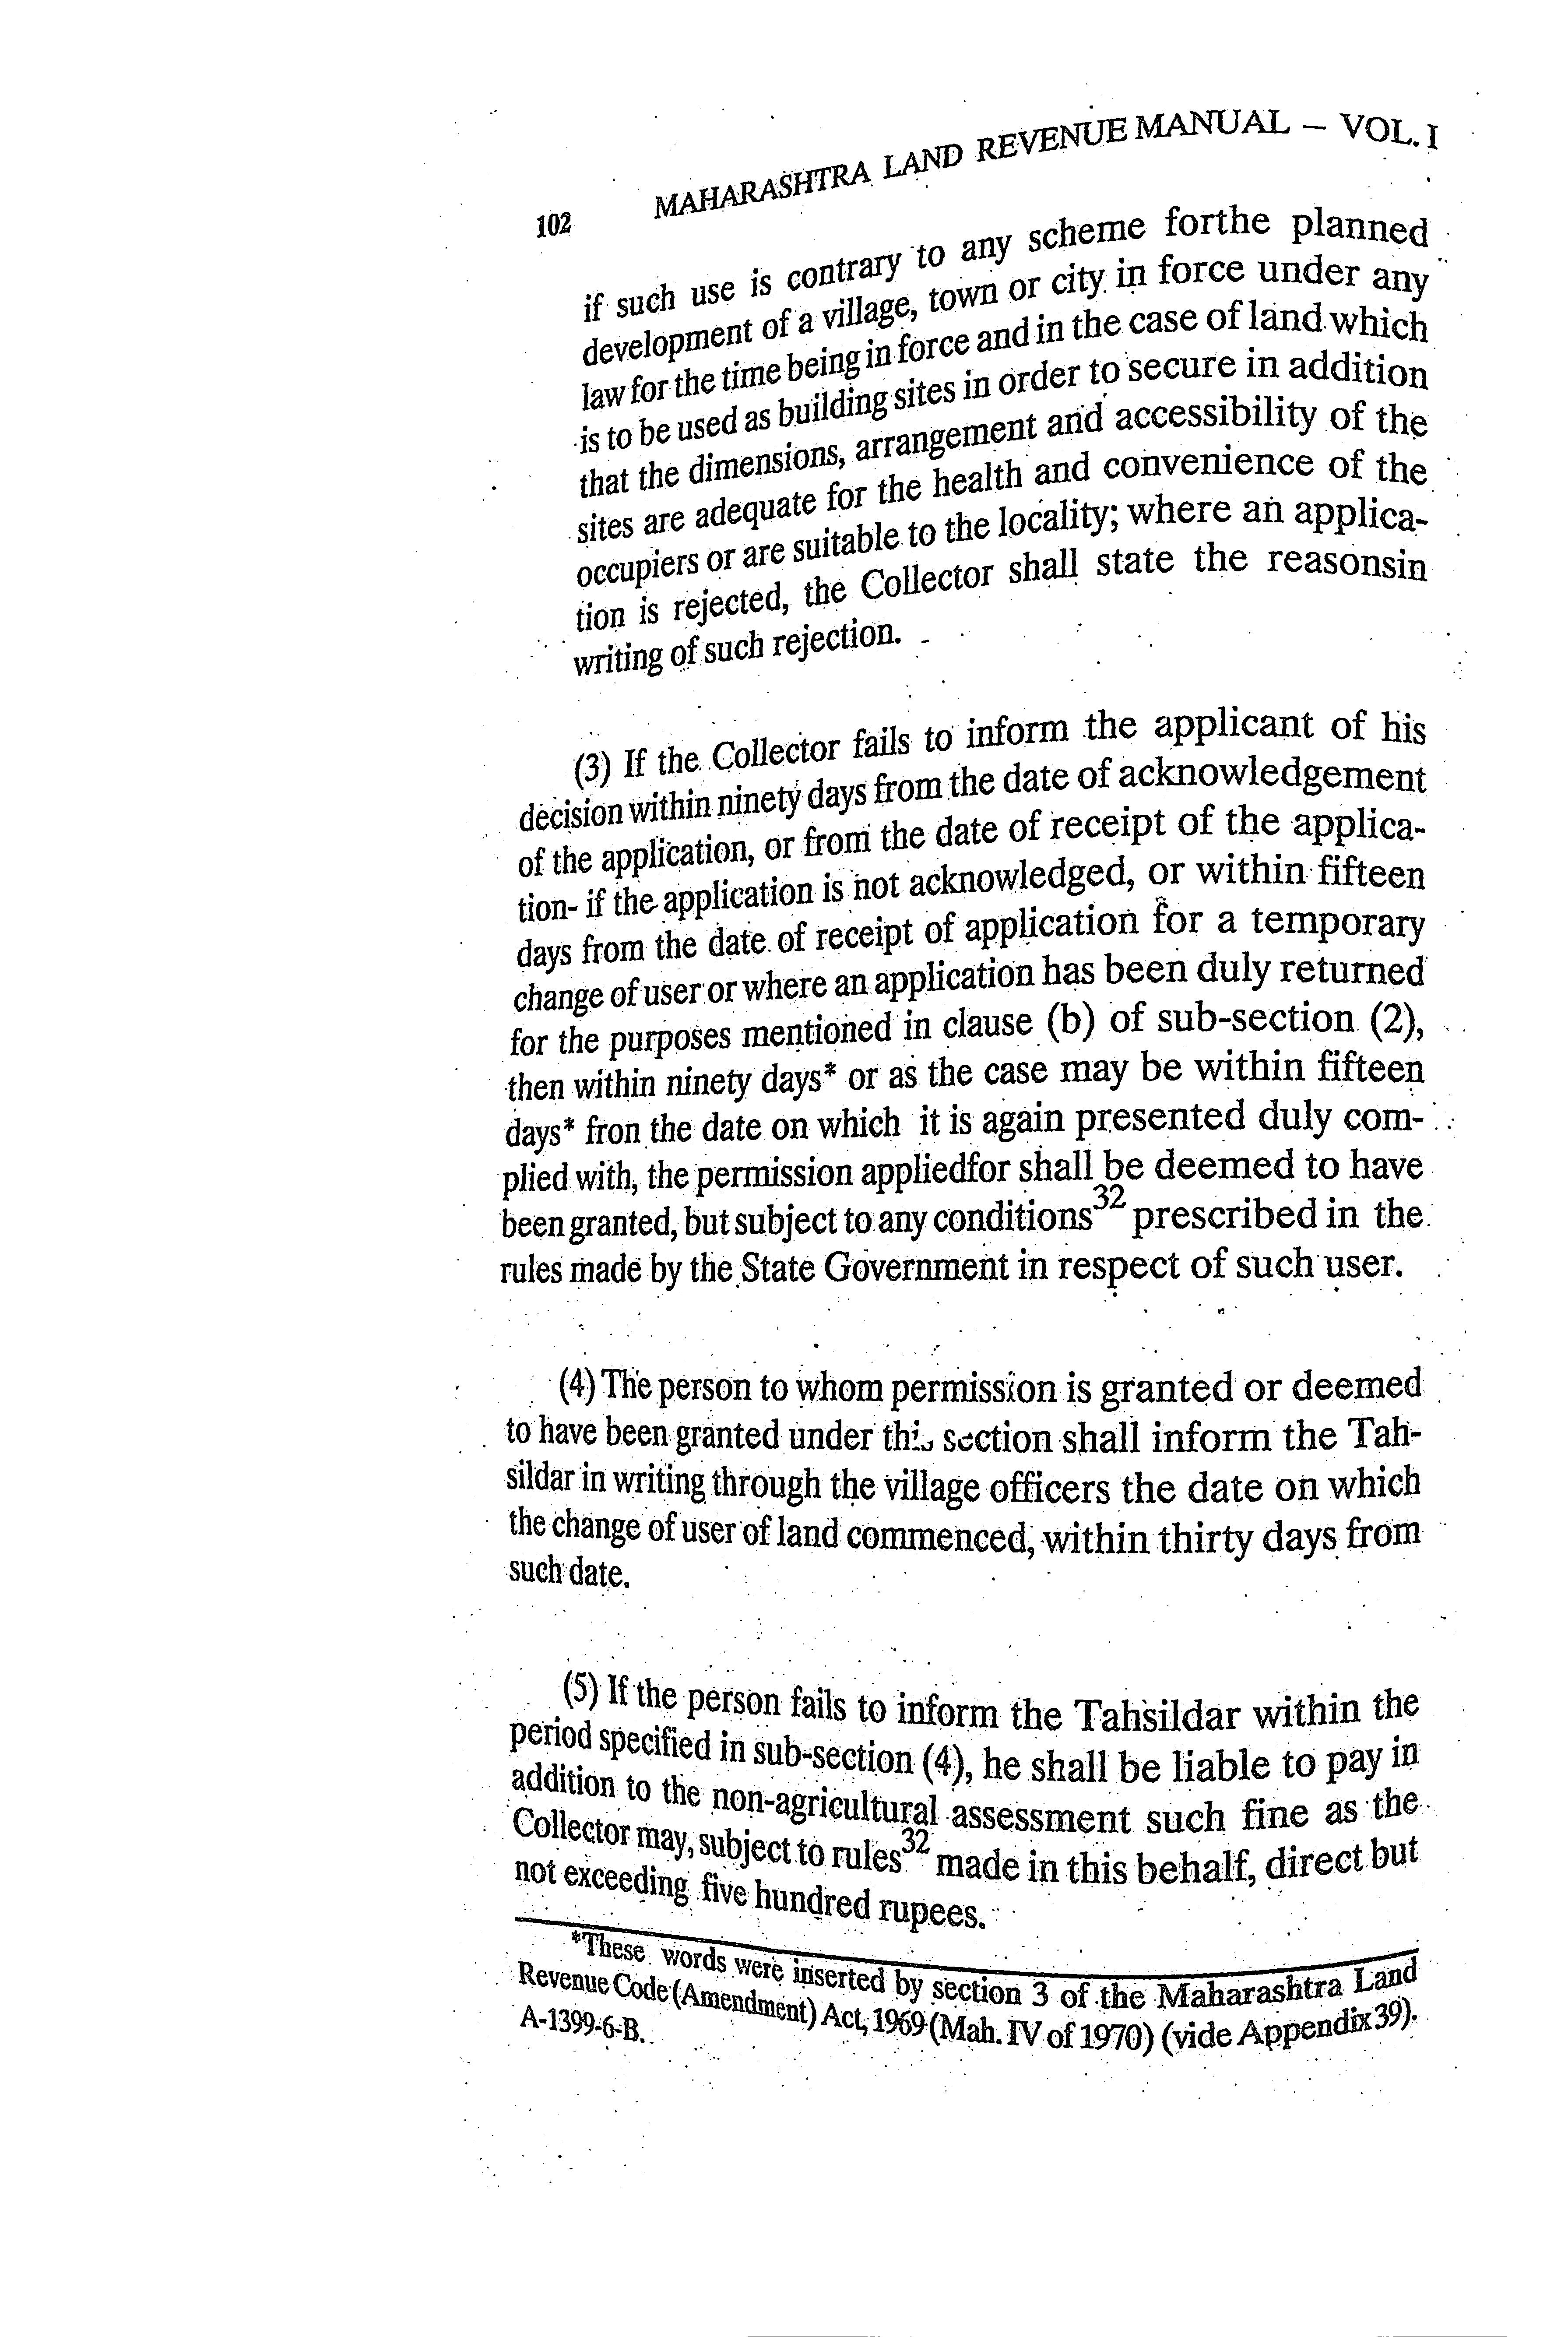 102 MAHARASHTRA LAND REVENUE MANUAL – VOL. I
if such use is contrary to any scheme forthe planned
development of a village, town or city in force under any
law for the time being in force and in the case of land which
is to be used as building sites in order to secure in addition
that the dimensions, arrangement and accessibility of the
sites are adequate for the health and convenience of the
occupiers or are suitable to the locality; where an applica-
tion is rejected, the Collector shall state the reasonsin
writing of such rejection.
(3) If the Collector fails to inform the applicant of his
decision within ninety days from the date of acknowledgement
of the application, or from the date of receipt of the applica-
tion- if the application is not acknowledged, or within fifteen
days from the date of receipt of application for a temporary
change of user or where an application has been duly returned
for the purposes mentioned in clause (b) of sub-section (2),
then within ninety days* or as the case may be within fifteen
days* fron the date on which it is again presented duly com-
plied with, the permission appliedfor shall be deemed to have
been granted, but subject to any conditions32 prescribed in the
rules made by the State Government in respect of such user.
(4) The person to whom permission is granted or deemed
to have been granted under this section shall inform the Tah-
sildar in writing through the village officers the date on which
the change of user of land commenced, within thirty days from
such date.
(5) If the person fails to inform the Tahsildar within the
period specified in sub-section (4), he shall be liable to pay in
addition to the non-agricultural assessment such fine as the
Collector may, subject to rules32 made in this behalf, direct but
not exceeding five hundred rupees.
*These words were inserted by section 3 of the Maharashtra Land
Revenue Code (Amendment) Act, 1969 (Mah. IV of 1970) (vide Appendix 39).
A-1399-6-B.